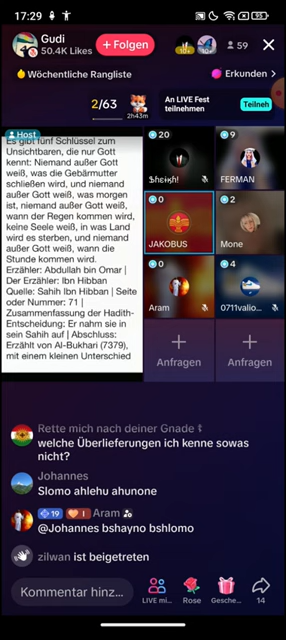 17:29
95
Gudi
50.4K Likes
+ Folgen
10+
10+
59
Wöchentliche Rangliste
Erkunden >
2/63
2h43m
An LIVE Fest
teilnehmen
Teilneh
Host
Es gibt fünf Schlüssel zum
Unsichtbaren, die nur Gott
kennt: Niemand außer Gott
weiß, was die Gebärmutter
schließen wird, und niemand
außer Gott weiß, was morgen
ist, niemand außer Gott weiß,
wann der Regen kommen wird,
keine Seele weiß, in was Land
wird es sterben, und niemand
außer Gott weiß, wann die
Stunde kommen wird.
Erzähler: Abdullah bin Omar |
Der Erzähler: Ibn Hibban
Quelle: Sahih Ibn Hibban | Seite
oder Nummer: 71 |
Zusammenfassung der Hadith-
Entscheidung: Er nahm sie in
sein Sahih auf | Abschluss:
Erzählt von Al-Bukhari (7379),
mit einem kleinen Unterschied
20
9
FERMAN
0
JAKOBUS
2
Mone
0
Aram
4
0711valio...
+
Anfragen
+
Anfragen
Rette mich nach deiner Gnade
welche Überlieferungen ich kenne sowas
nicht?
Johannes
Slomo ahlehu ahunone
19
1
Aram
@Johannes bshayno bshlomo
zilwan ist beigetreten
Kommentar hinz...
LIVE mi...
Rose
Gesche...
14